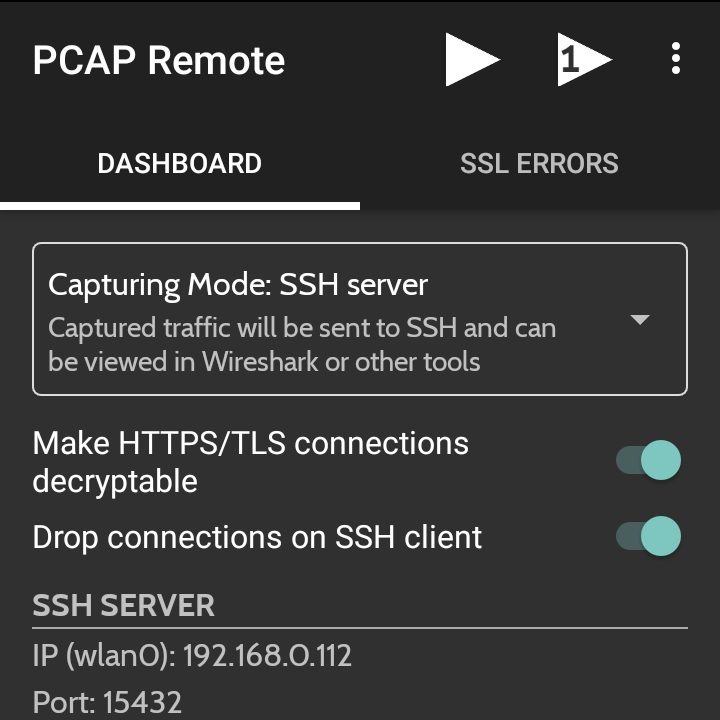 PCAP Remote
1
DASHBOARD
SSL ERRORS
Capturing Mode: SSH server
Captured traffic will be sent to SSH and can
be viewed in Wireshark or other tools
Make HTTPS/TLS connections
decryptable
Drop connections on SSH client
SSH SERVER
IP (wlan0): 192.168.0.112
Port: 15432